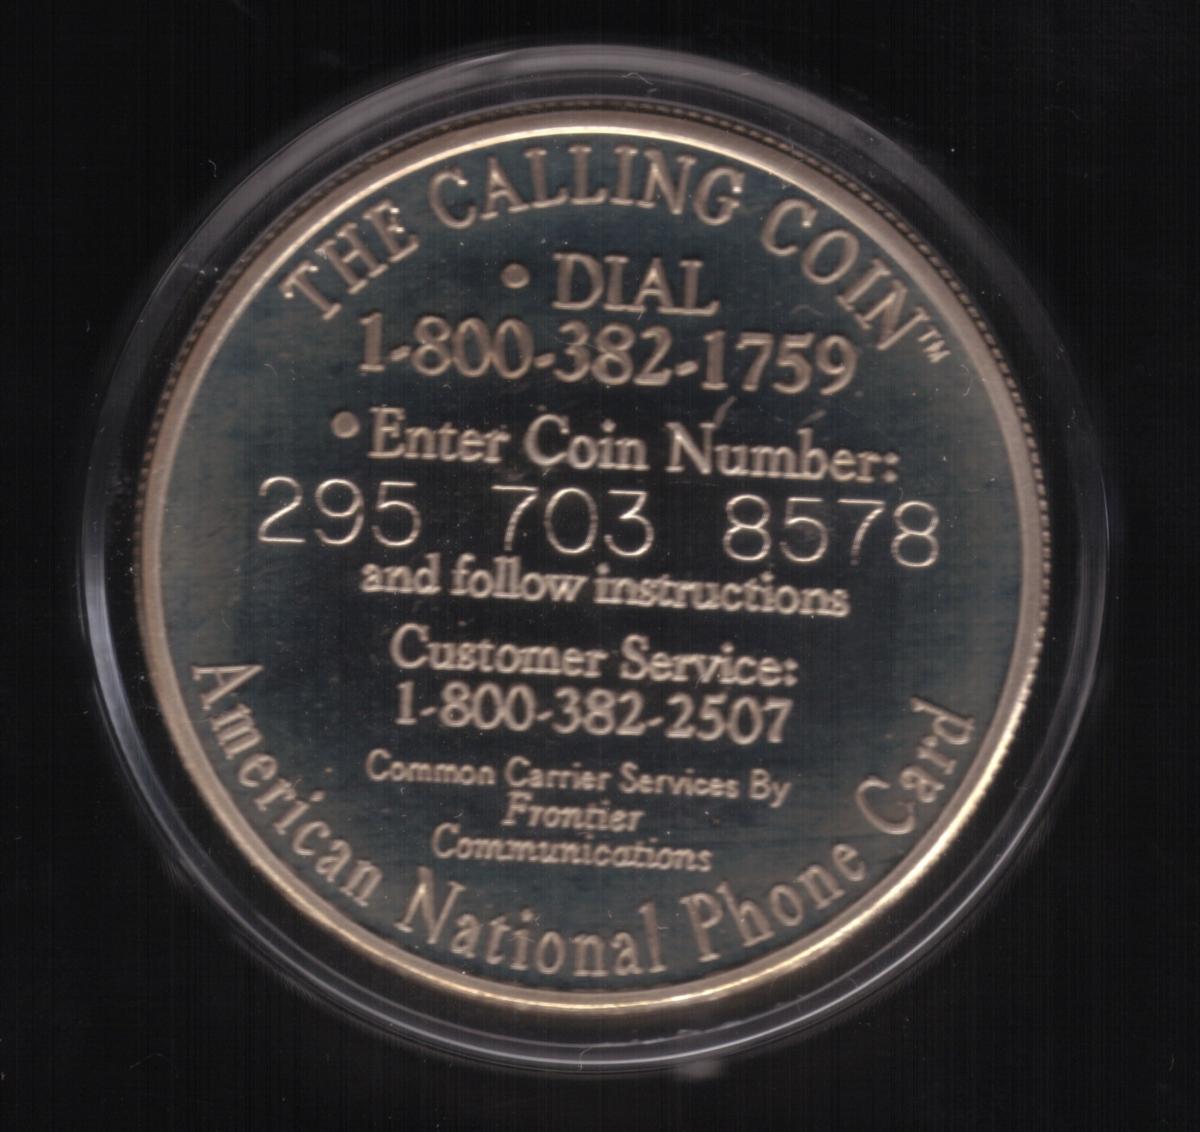 THE CALLING COIN™
• DIAL
1-800-382-1759
• Enter Coin Number:
295 703 8578
and follow instructions
Customer Service:
1-800-382-2507
Common Carrier Services By
Frontier
Communications
American National Phone Card